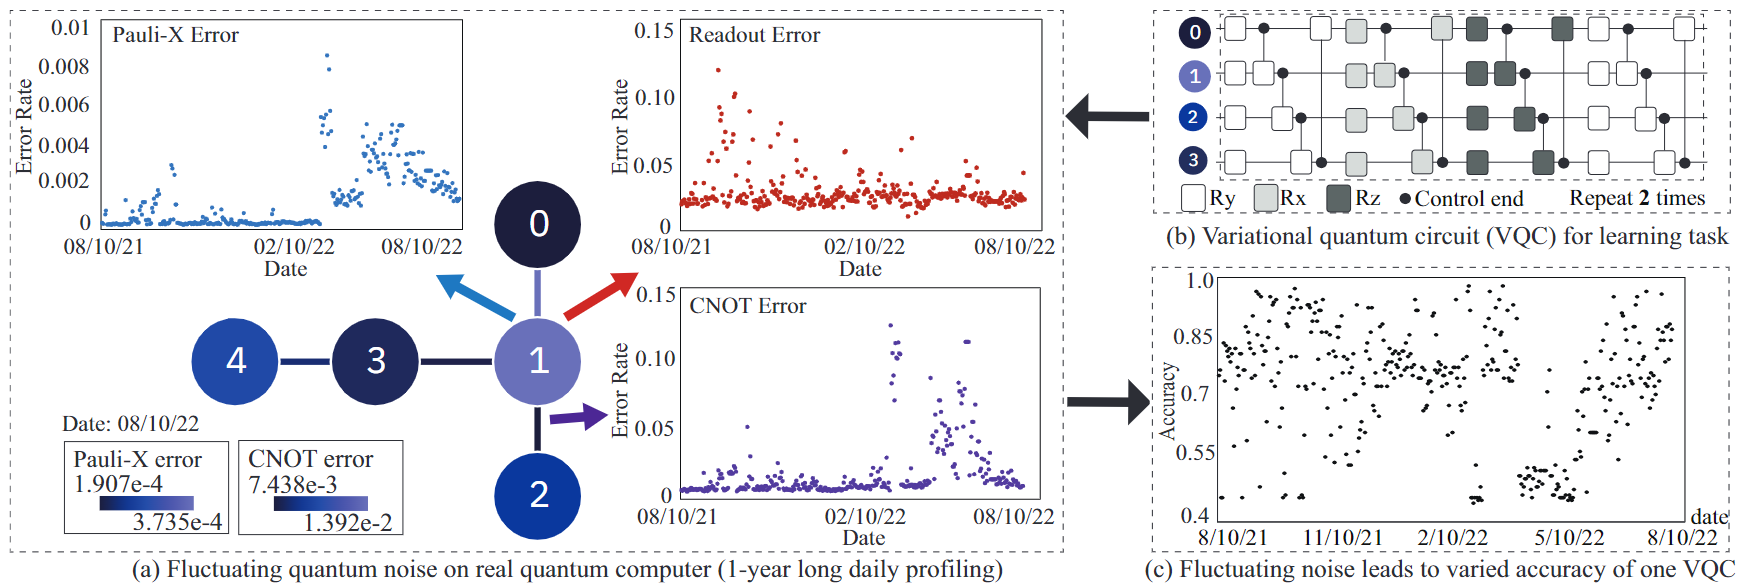 Pauli-X Error
0.01
0.008
0.006
0.004
0.002
0
Error Rate
08/10/21
02/10/22
08/10/22
Date
Readout Error
0.15
0.10
0.05
0
Error Rate
08/10/21
02/10/22
08/10/22
Date
CNOT Error
0.15
0.10
0.05
0
Error Rate
08/10/21
02/10/22
08/10/22
Date
0
4
3
1
2
Date: 08/10/22
Pauli-X error
1.907e-4
3.735e-4
CNOT error
7.438e-3
1.392e-2
(a) Fluctuating quantum noise on real quantum computer (1-year long daily profiling)
0
1
2
3
Ry
Rx
Rz
Control end
Repeat 2 times
(b) Variational quantum circuit (VQC) for learning task
1.0
0.85
0.7
0.55
0.4
Accuracy
date
8/10/21
11/10/21
2/10/22
5/10/22
8/10/22
(c) Fluctuating noise leads to varied accuracy of one VQC